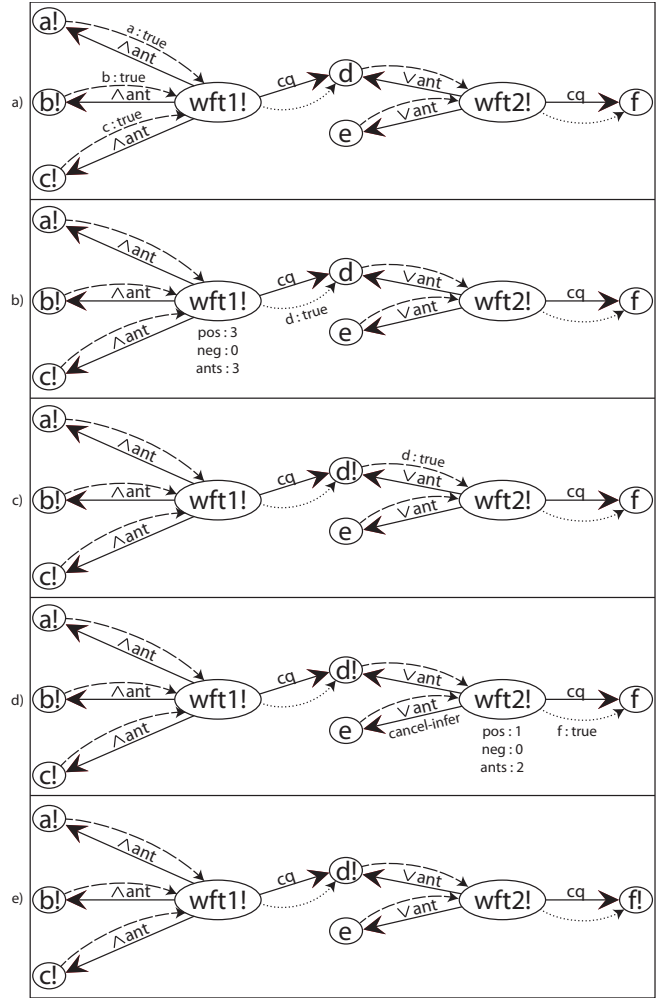 a)
a!
a : true
∧ant
b!
b : true
∧ant
c!
c : true
∧ant
wft1!
cq
d
∨ant
e
∨ant
wft2!
cq
f
b)
a!
∧ant
b!
∧ant
c!
∧ant
wft1!
pos : 3
neg : 0
ants : 3
cq
d : true
d
∨ant
e
∨ant
wft2!
cq
f
c)
a!
∧ant
b!
∧ant
c!
∧ant
wft1!
cq
d!
d : true
∨ant
e
∨ant
wft2!
cq
f
d)
a!
∧ant
b!
∧ant
c!
∧ant
wft1!
cq
d!
∨ant
e
∨ant
cancel-infer
wft2!
pos : 1
neg : 0
ants : 2
cq
f : true
f
e)
a!
∧ant
b!
∧ant
c!
∧ant
wft1!
cq
d!
∨ant
e
∨ant
wft2!
cq
f!